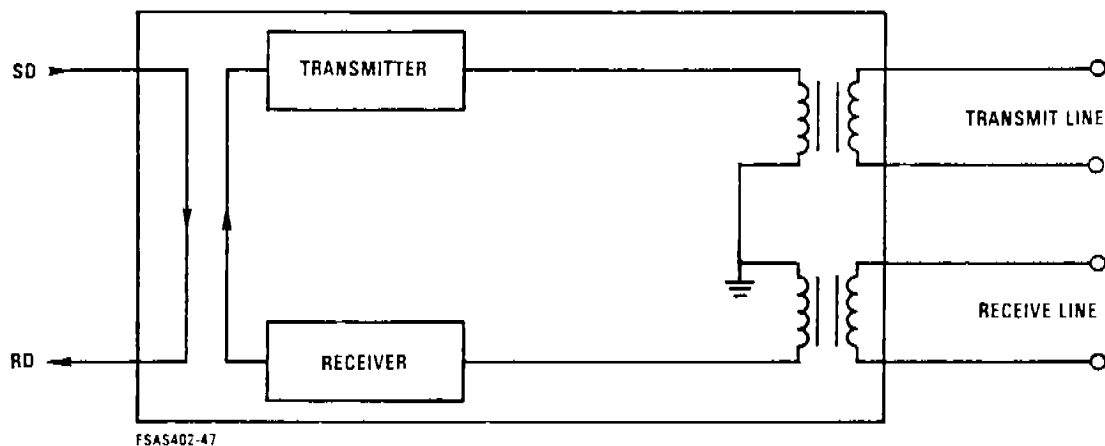 SD
TRANSMITTER
TRANSMIT LINE
RECEIVE LINE
RD
RECEIVER
FSAS402-47